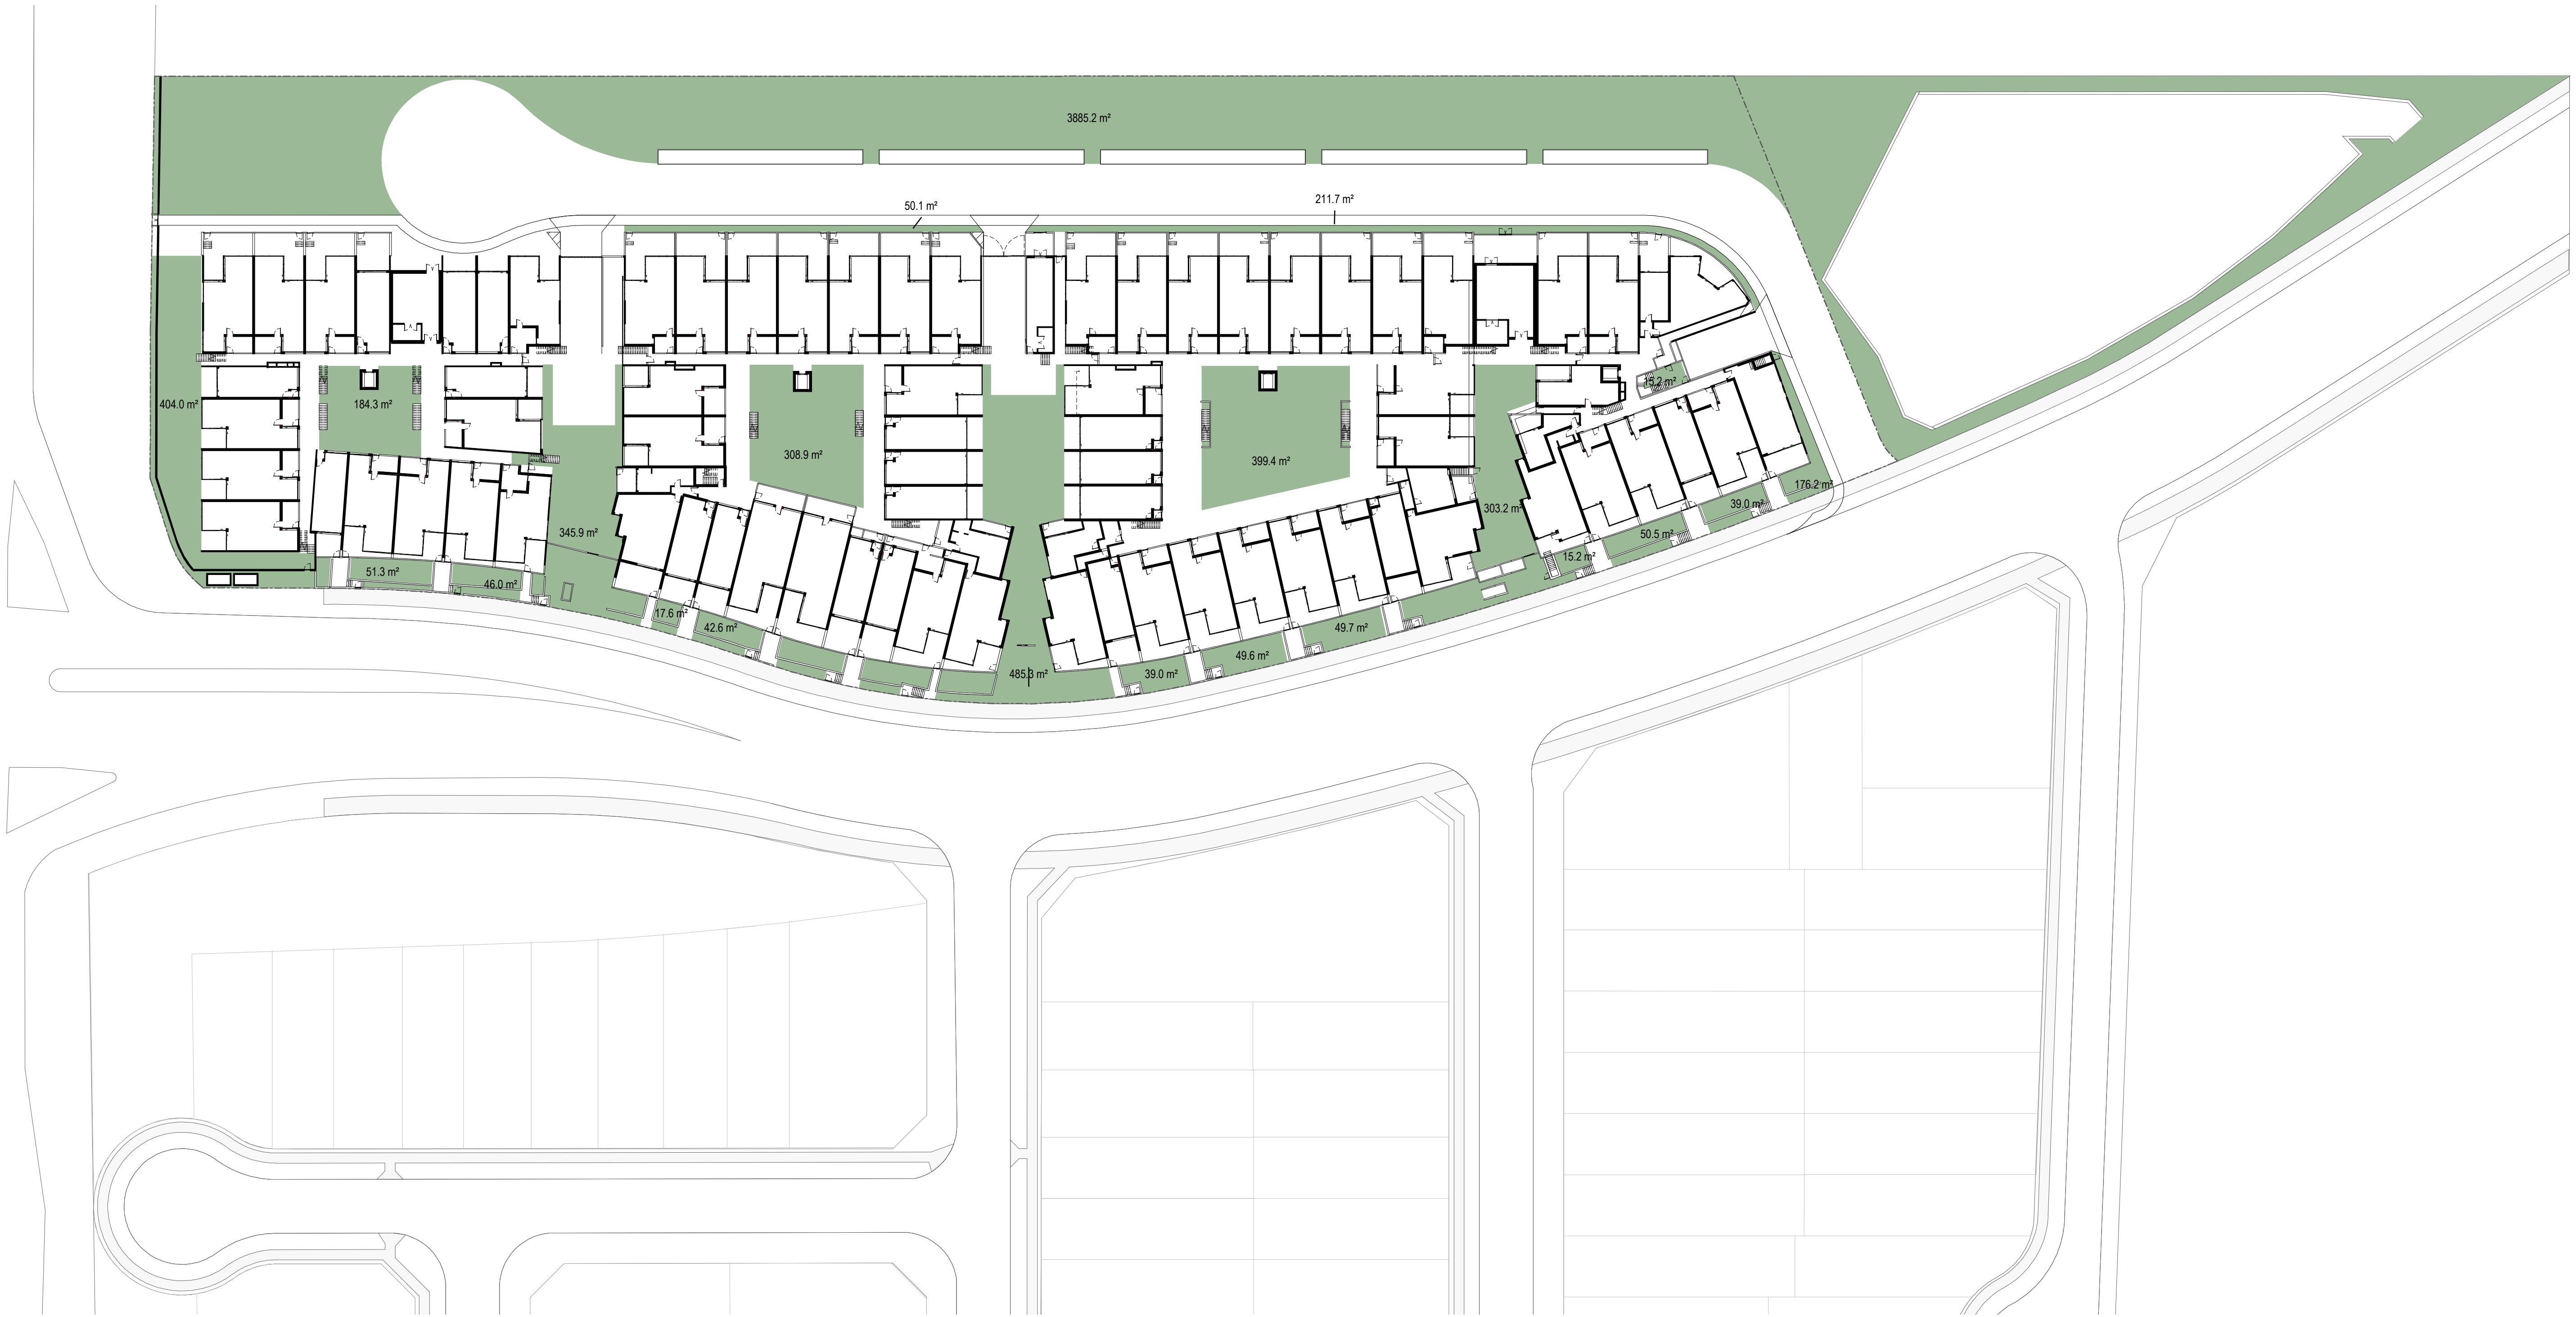 3885.2 m²
50.1 m²
211.7 m²
404.0 m²
184.3 m²
15.2 m²
308.9 m²
399.4 m²
176.2 m²
39.0 m²
303.2 m²
345.9 m²
50.5 m²
15.2 m²
51.3 m²
46.0 m²
17.6 m²
42.6 m²
49.7 m²
49.6 m²
485.3 m²
39.0 m²